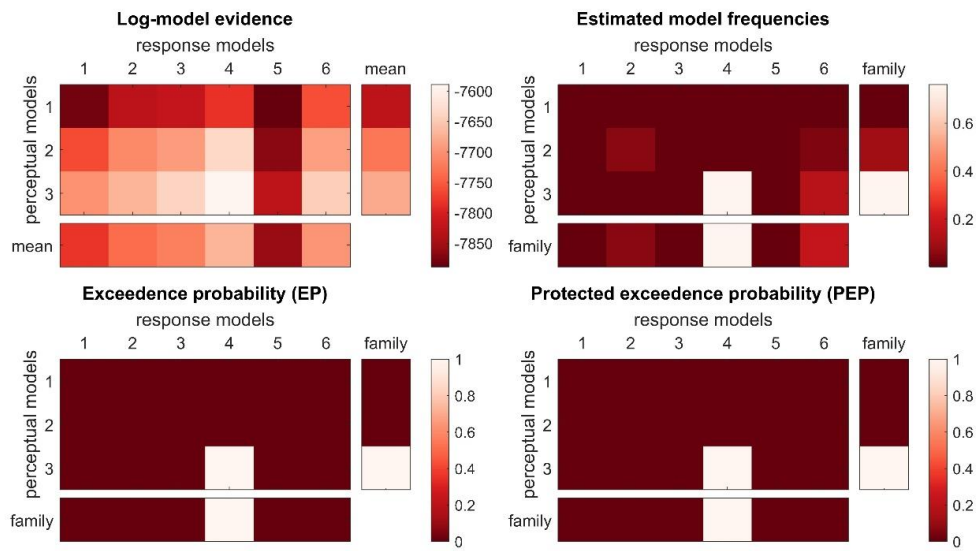 Log-model evidence
response models
1 2 3 4 5 6 mean
perceptual models
1
2
3
mean
-7600
-7650
-7700
-7750
-7800
-7850
Estimated model frequencies
response models
1 2 3 4 5 6 family
perceptual models
1
2
3
family
0.6
0.4
0.2
Exceedence probability (EP)
response models
1 2 3 4 5 6 family
perceptual models
1
2
3
family
1
0.8
0.6
0.4
0.2
0
Protected exceedence probability (PEP)
response models
1 2 3 4 5 6 family
perceptual models
1
2
3
family
1
0.8
0.6
0.4
0.2
0